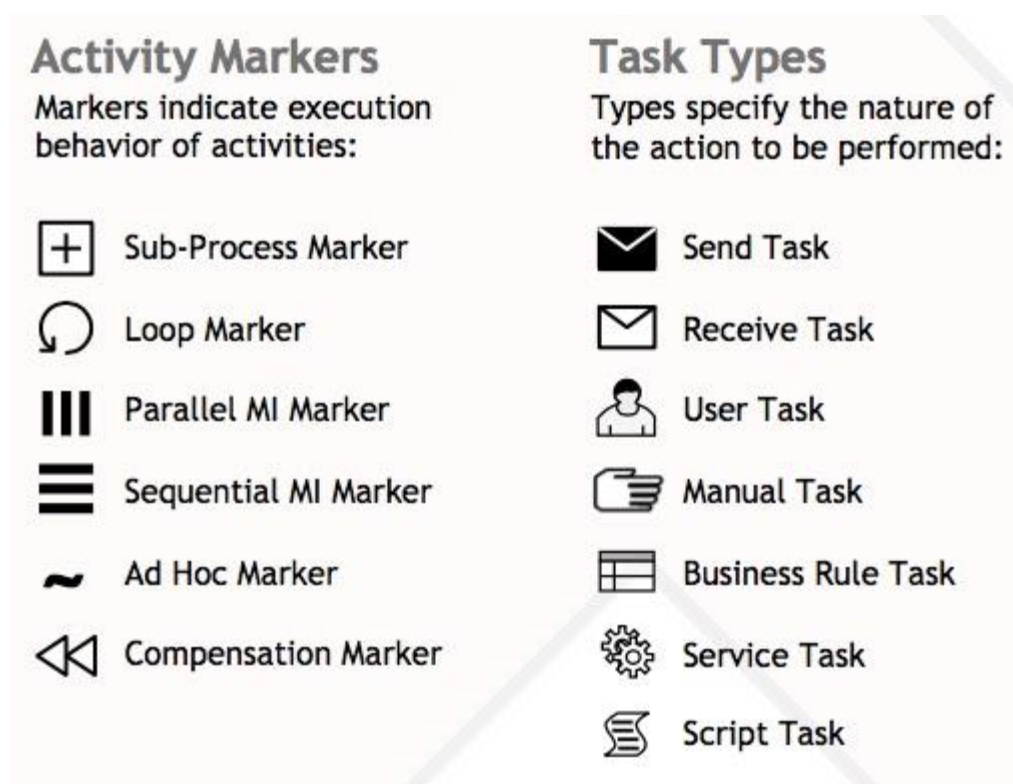 Activity Markers
Markers indicate execution
behavior of activities:
Sub-Process Marker
Loop Marker
Parallel MI Marker
Sequential MI Marker
Ad Hoc Marker
Compensation Marker
Task Types
Types specify the nature of
the action to be performed:
Send Task
Receive Task
User Task
Manual Task
Business Rule Task
Service Task
Script Task